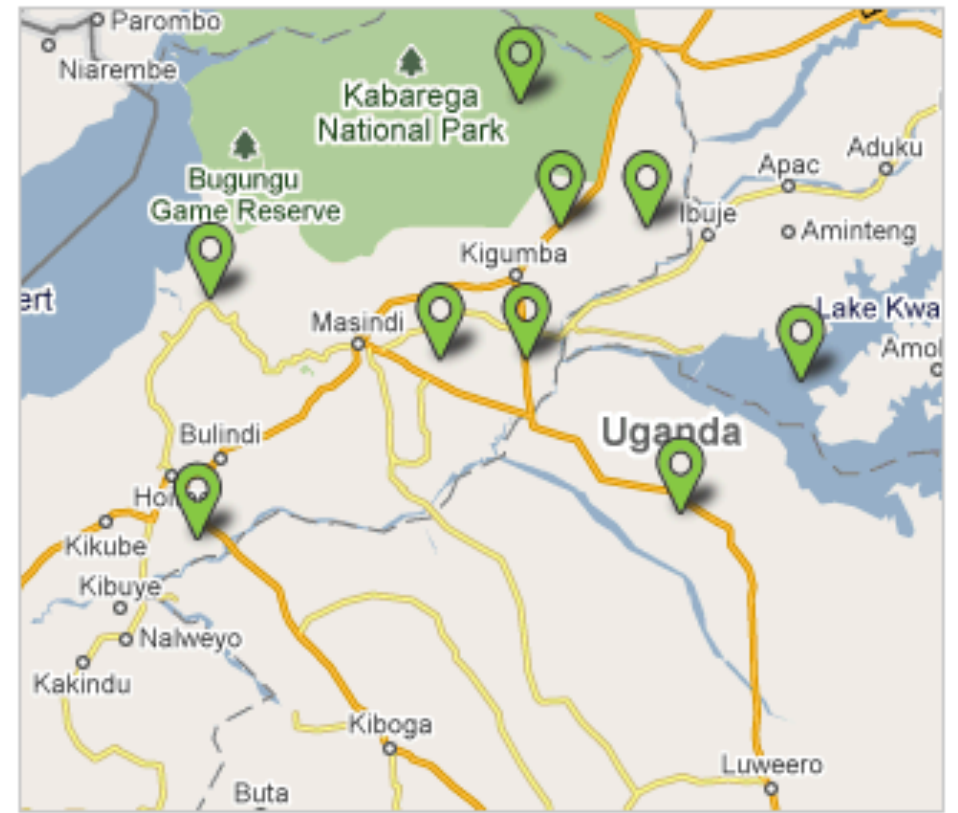 Parombo
Niarembe
Kabarega
National Park
Bugungu
Game Reserve
Apac
Aduku
Ibuje
Aminteng
Kigumba
ert
Masindi
Lake Kwa
Amol
Uganda
Bulindi
Kikube
Kibuye
Nalweyo
Kakindu
Kiboga
Luweero
Buta